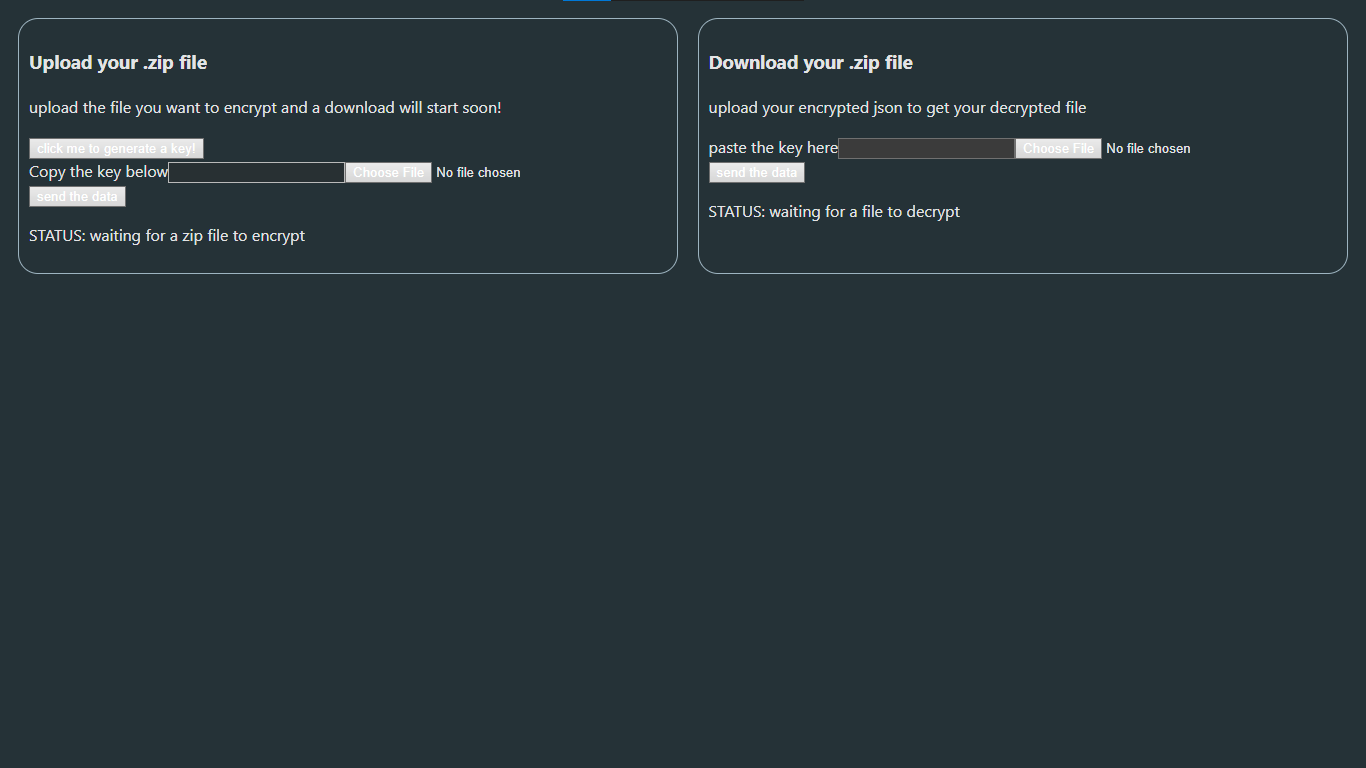 Upload your .zip file
upload the file you want to encrypt and a download will start soon!
click me to generate a key!
Copy the key below Choose File No file chosen
send the data
STATUS: waiting for a zip file to encrypt
Download your .zip file
upload your encrypted json to get your decrypted file
paste the key here Choose File No file chosen
send the data
STATUS: waiting for a file to decrypt